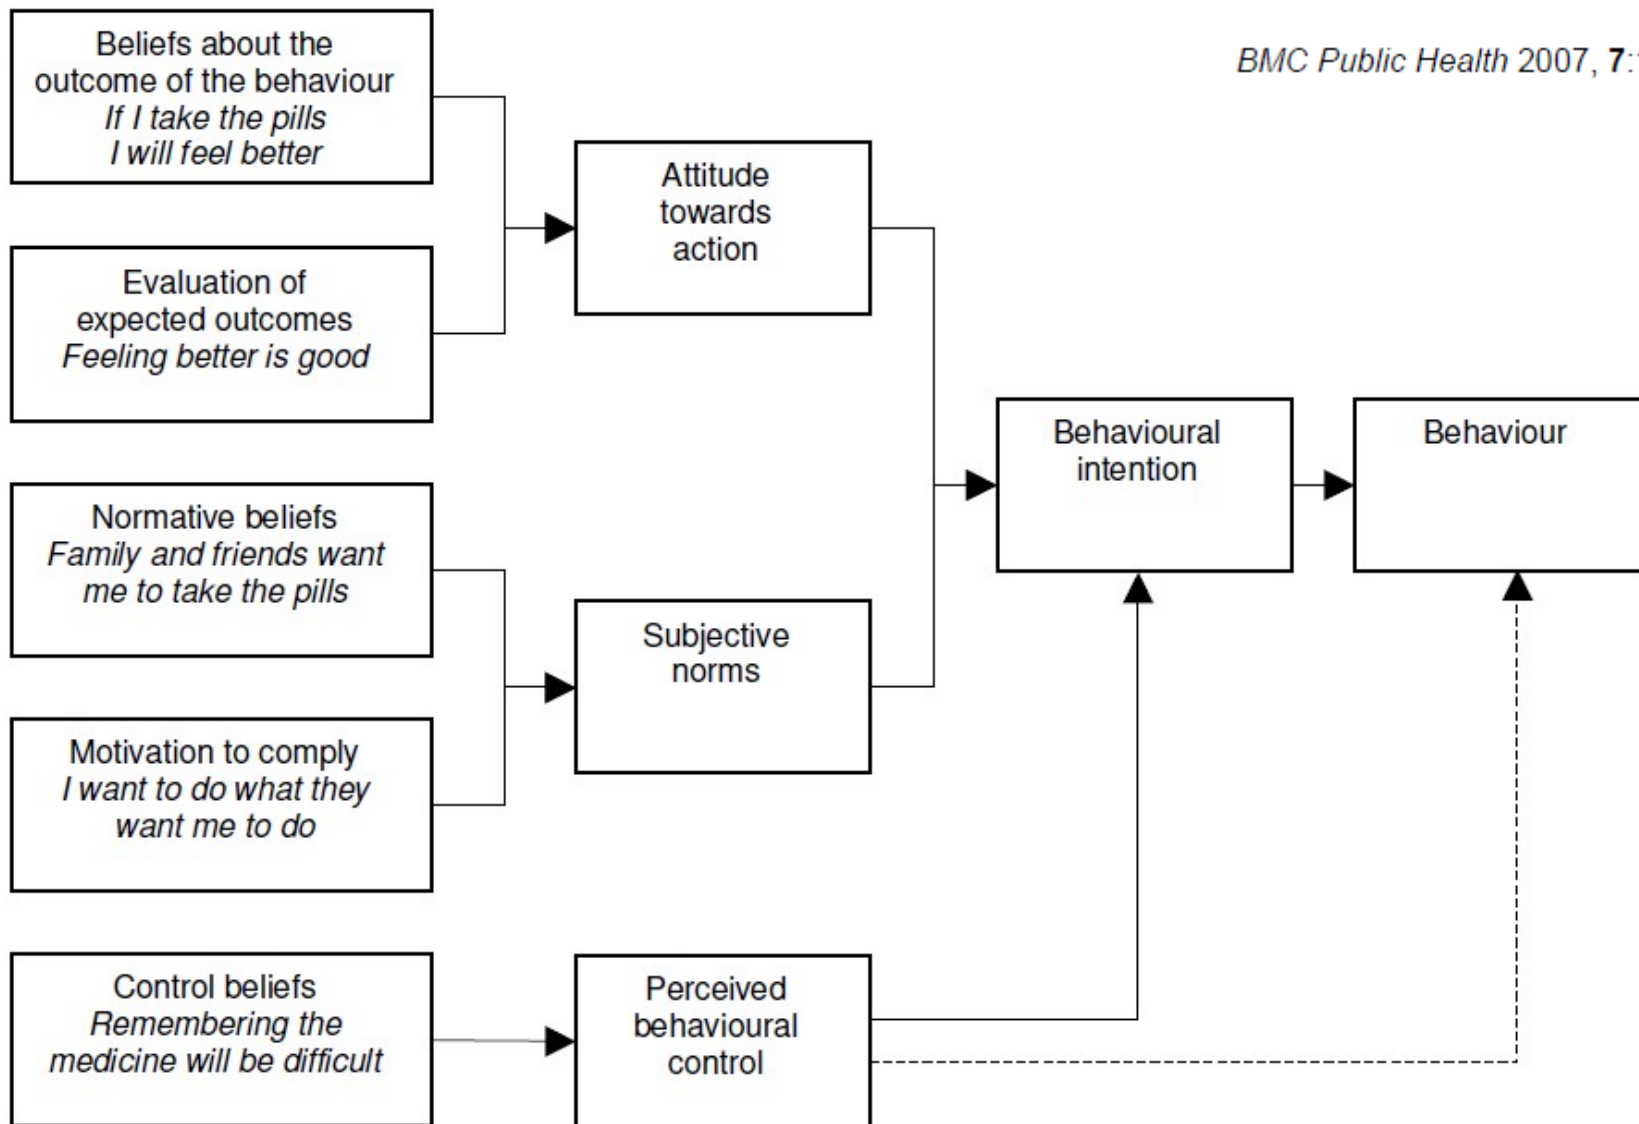 Beliefs about the
outcome of the behaviour
If I take the pills
I will feel better
BMC Public Health 2007, 7:
Attitude
towards
action
Evaluation of
expected outcomes
Feeling better is good
Behavioural
intention
Behaviour
Normative beliefs
Family and friends want
me to take the pills
Subjective
norms
Motivation to comply
I want to do what they
want me to do
Control beliefs
Remembering the
medicine will be difficult
Perceived
behavioural
control